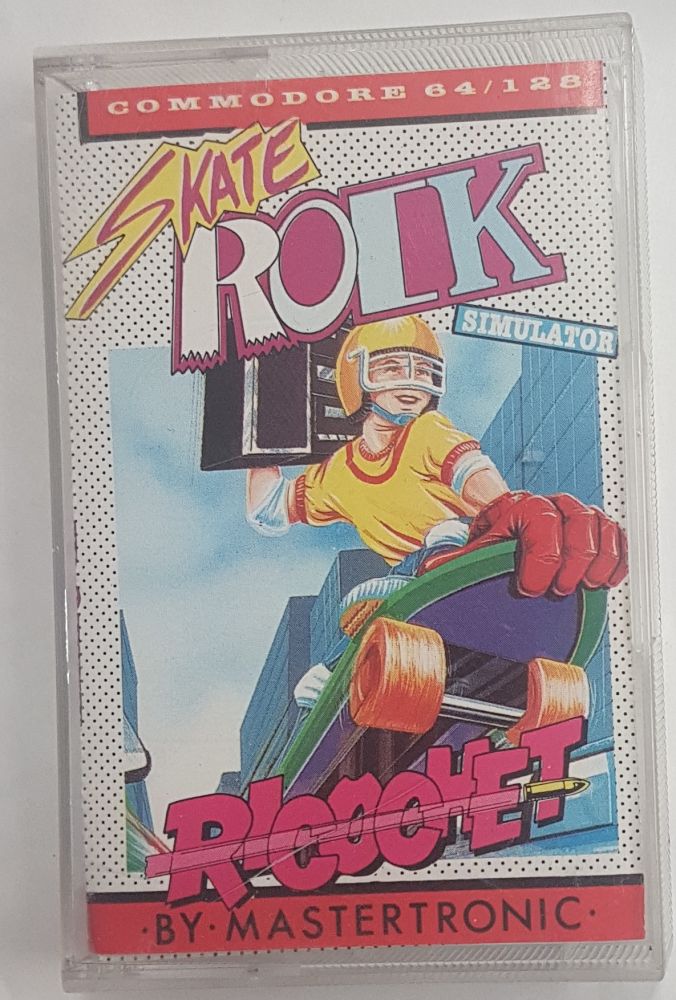 COMMODORE 64/128
SKATE
ROCK
SIMULATOR
RICOCHET
·BY·MASTERTRONIC·